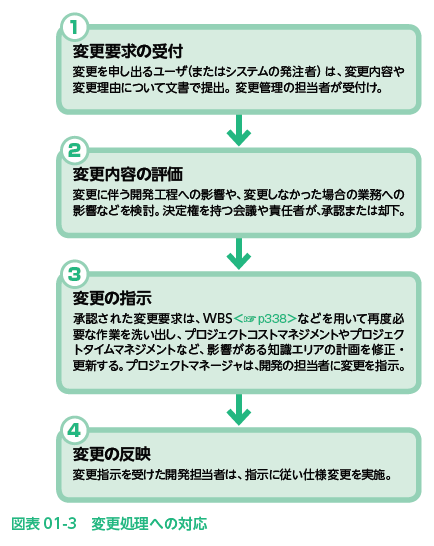 1
変更要求の受付
変更を申し出るユーザ(またはシステムの発注者)は、変更内容や
変更理由について文書で提出。変更管理の担当者が受付け。
2
変更内容の評価
変更に伴う開発工程への影響や、変更しなかった場合の業務への
影響などを検討。決定権を持つ会議や責任者が、承認または却下。
3
変更の指示
承認された変更要求は、WBS<☞p338>などを用いて再度必
要な作業を洗い出し、プロジェクトコストマネジメントやプロジェク
トタイムマネジメントなど、影響がある知識エリアの計画を修正・
更新する。プロジェクトマネージャは、開発の担当者に変更を指示。
4
変更の反映
変更指示を受けた開発担当者は、指示に従い仕様変更を実施。
図表 01-3　変更処理への対応